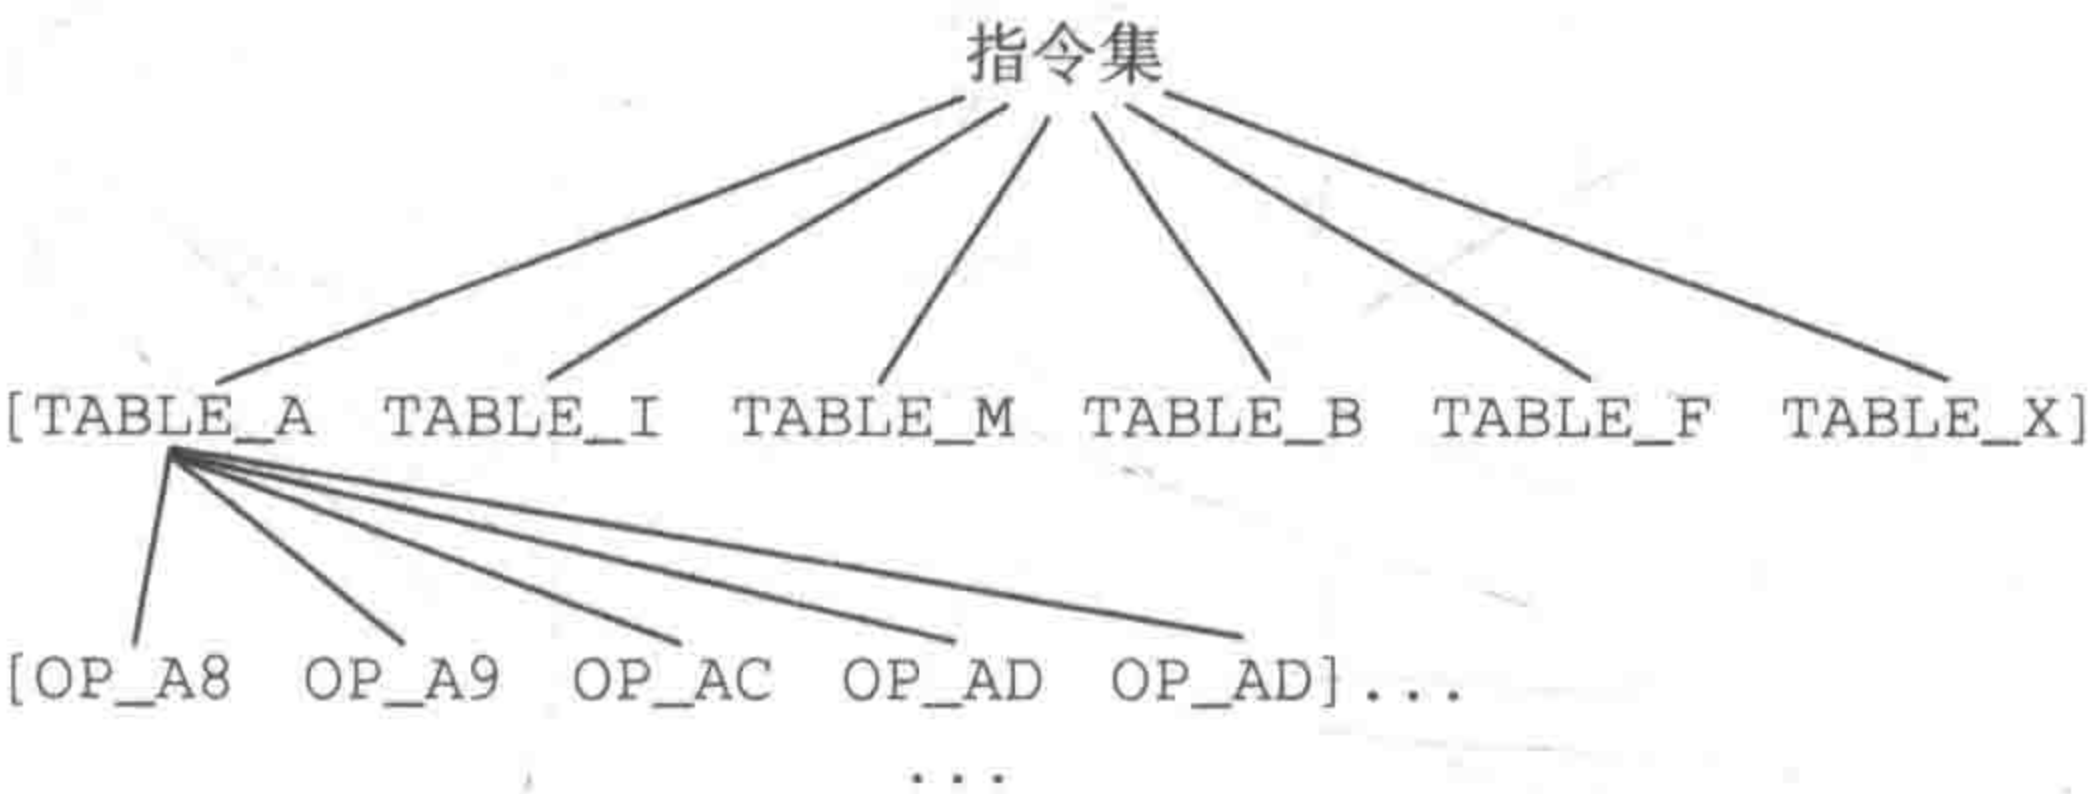 指令集
[TABLE_A TABLE_I TABLE_M TABLE_B TABLE_F TABLE_X]
[OP_A8 OP_A9 OP_AC OP_AD OP_AD]...
...